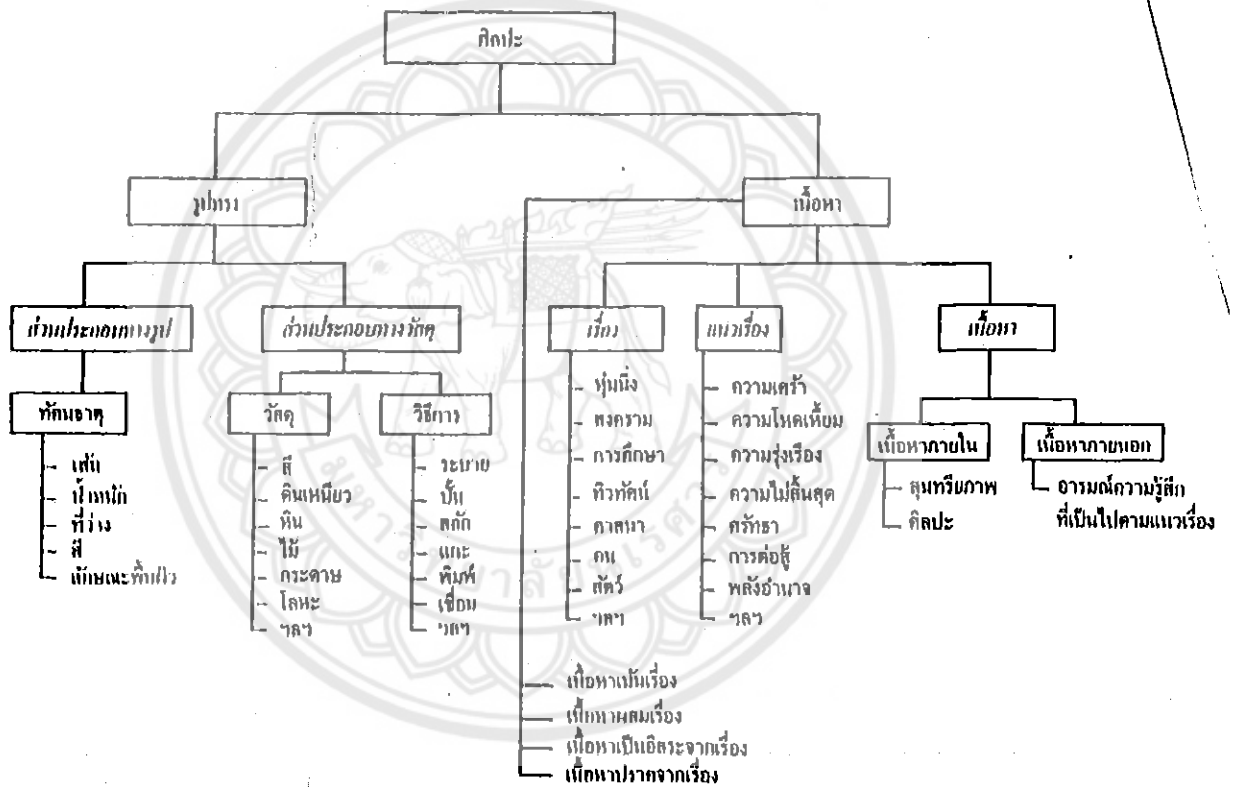 ศิลปะ
รูปทรง
เนื้อหา
ส่วนประกอบทางรูป
ส่วนประกอบทางวัตถุ
เรื่อง
แนวเรื่อง
เนื้อหา
ทัศนธาตุ
เส้น
น้ำหนัก
ที่ว่าง
สี
ลักษณะพื้นผิว
วัสดุ
สี
ดินเหนียว
หิน
ไม้
กระดาษ
โลหะ
ฯลฯ
วิธีการ
ระบาย
ปั้น
สลัก
แกะ
พิมพ์
เชื่อม
ฯลฯ
หุ่นนิ่ง
สงคราม
การศึกษา
ทิวทัศน์
ศาสนา
คน
สัตว์
ฯลฯ
ความเศร้า
ความโหดเหี้ยม
ความรุ่งเรือง
ความไม่สิ้นสุด
ศรัทธา
การต่อสู้
พลังอำนาจ
ฯลฯ
เนื้อหาภายใน
สุนทรียภาพ
ศิลปะ
เนื้อหาภายนอก
อารมณ์ความรู้สึก
ที่เป็นไปตามแนวเรื่อง
เนื้อหาเน้นเรื่อง
เนื้อหาผสมเรื่อง
เนื้อหาเป็นอิสระจากเรื่อง
เนื้อหาปราศจากเรื่อง